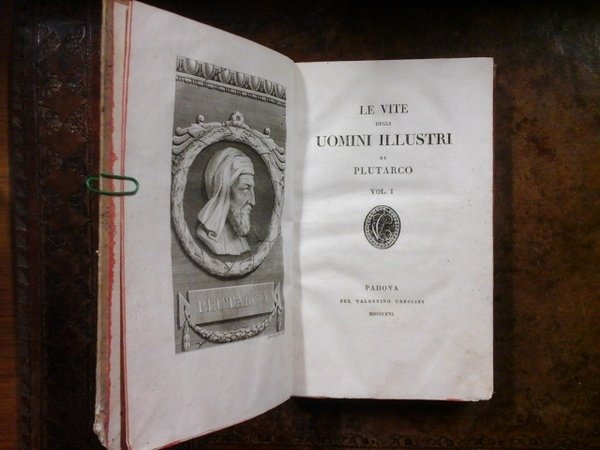 PLUTARCO
LE VITE
DEGLI
UOMINI ILLUSTRI
DI
PLUTARCO
VOL. I
PADOVA
PER VALENTINO CRESCINI
MDCCCXVI